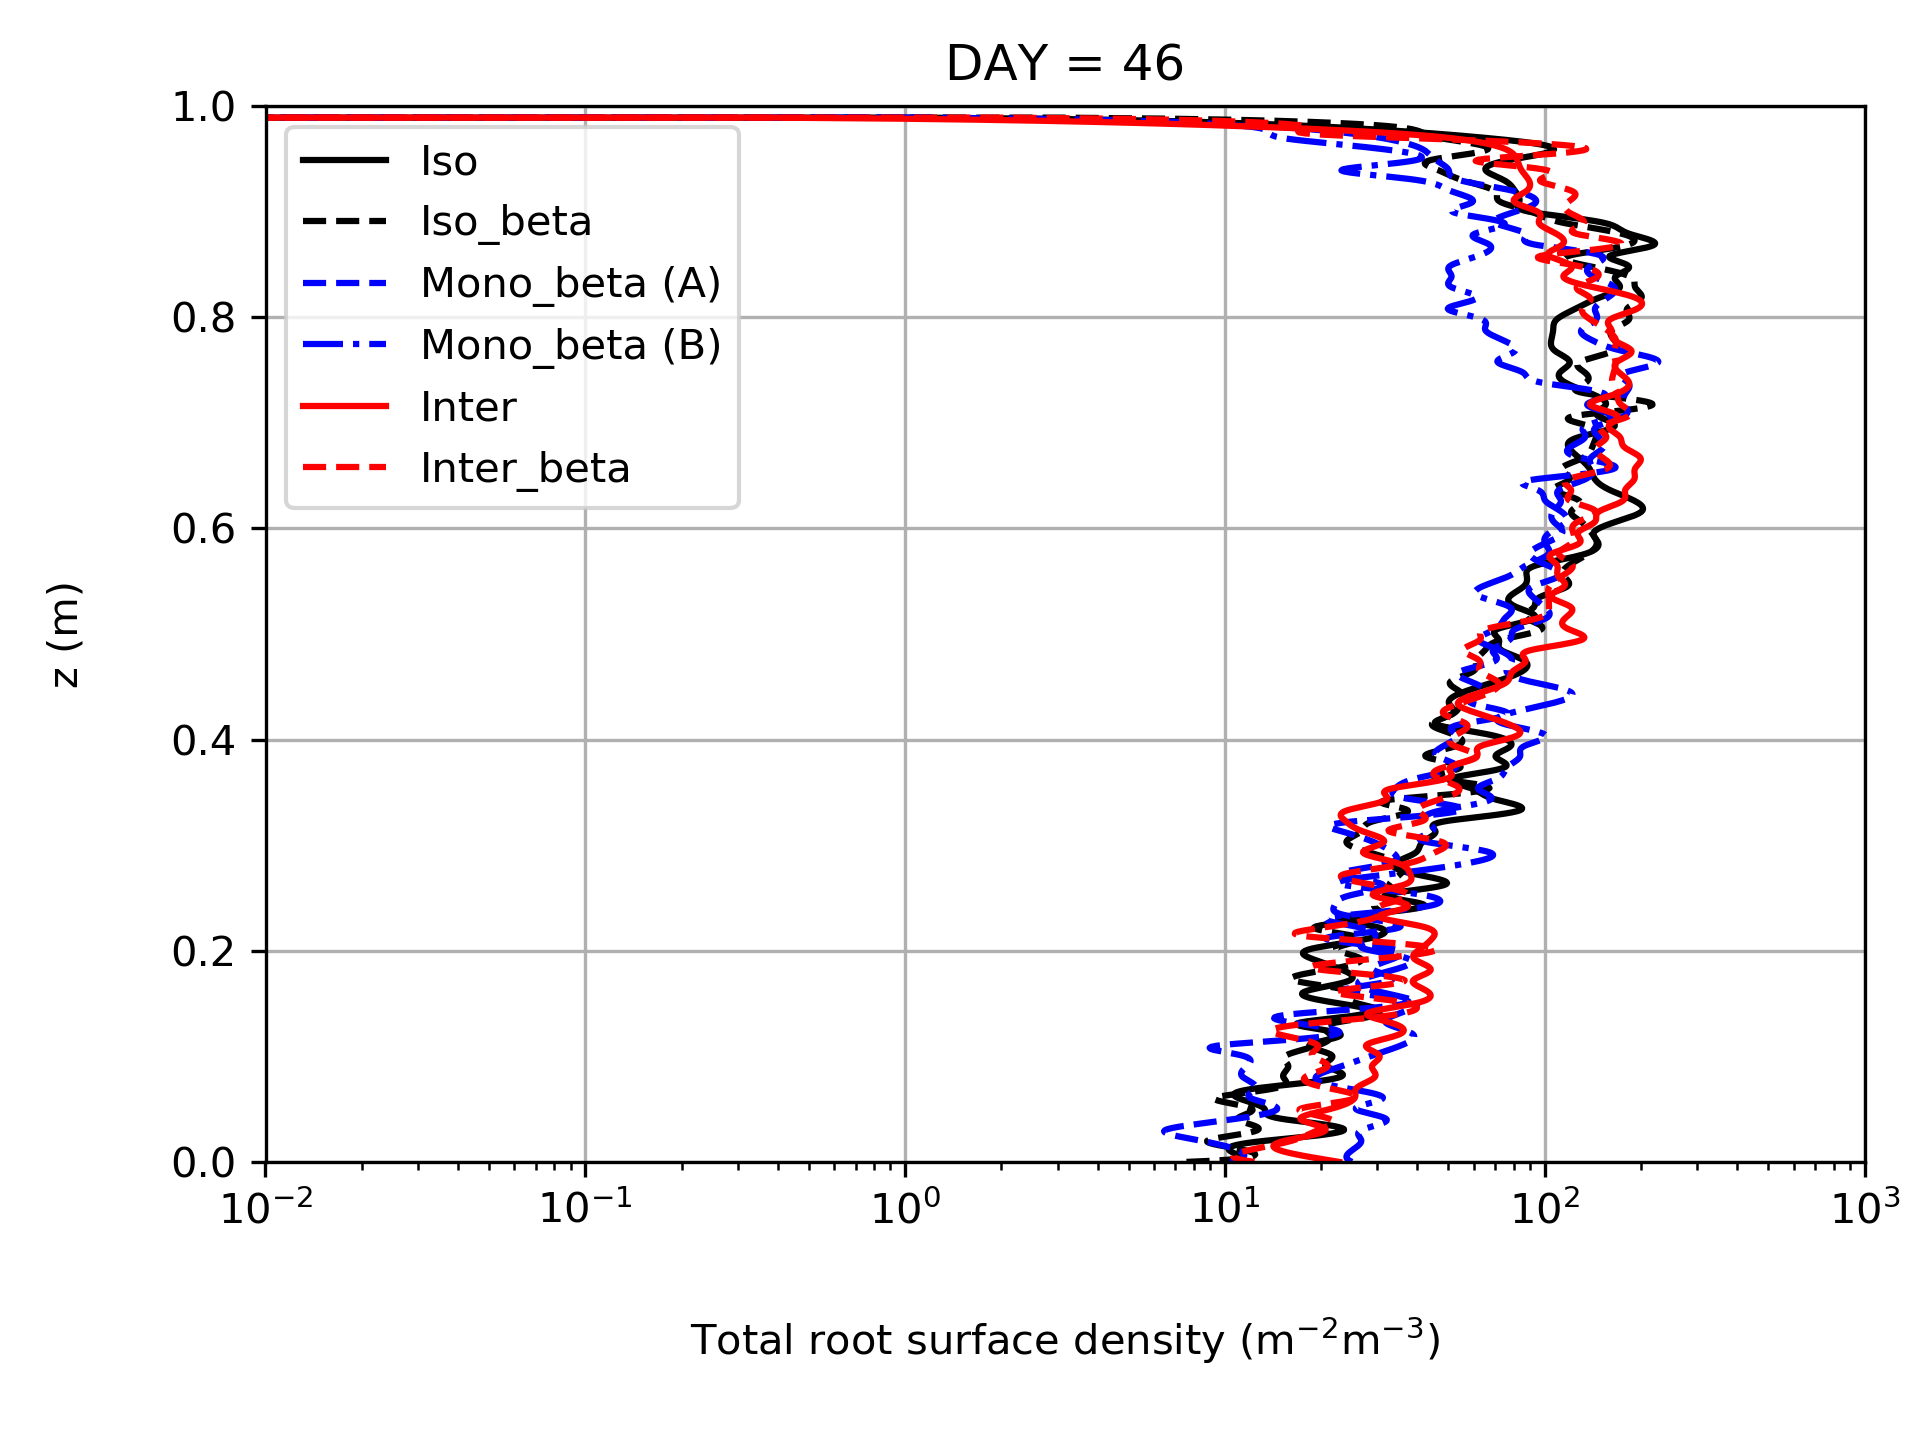 DAY = 46
1.0
0.8
0.6
0.4
0.2
0.0
z (m)
Iso
Iso_beta
Mono_beta (A)
Mono_beta (B)
Inter
Inter_beta
10⁻² 10⁻¹ 10⁰ 10¹ 10² 10³
Total root surface density (m⁻²m⁻³)